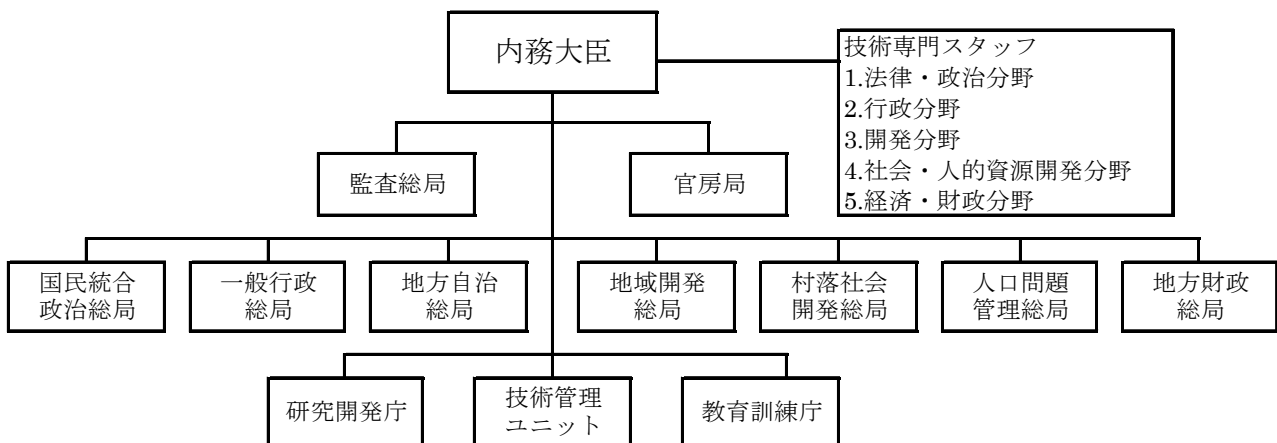 内務大臣
技術専門スタッフ
1.法律・政治分野
2.行政分野
3.開発分野
4.社会・人的資源開発分野
5.経済・財政分野
監査総局
官房局
国民統合
政治総局
一般行政
総局
地方自治
総局
地域開発
総局
村落社会
開発総局
人口問題
管理総局
地方財政
総局
研究開発庁
技術管理
ユニット
教育訓練庁